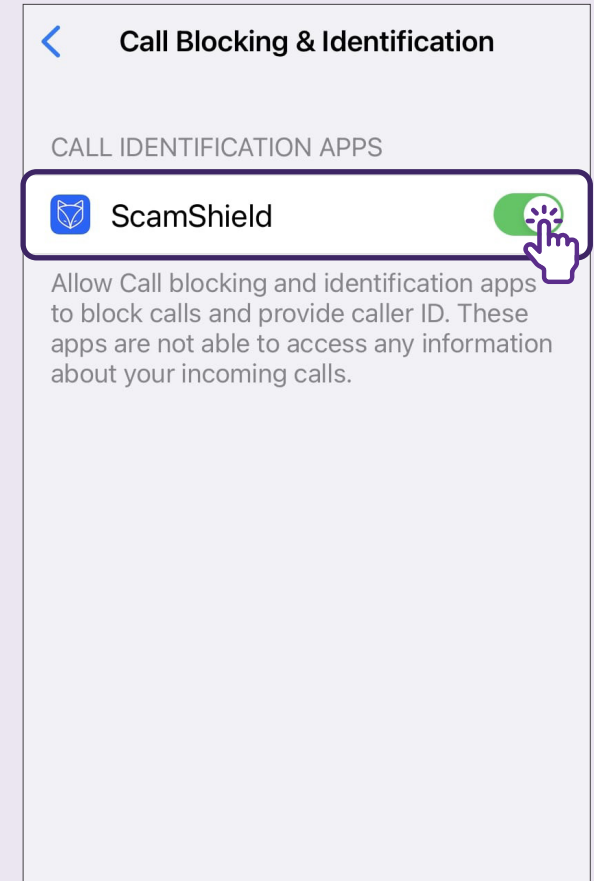 Call Blocking & Identification
CALL IDENTIFICATION APPS
ScamShield
Allow Call blocking and identification apps
to block calls and provide caller ID. These
apps are not able to access any information
about your incoming calls.